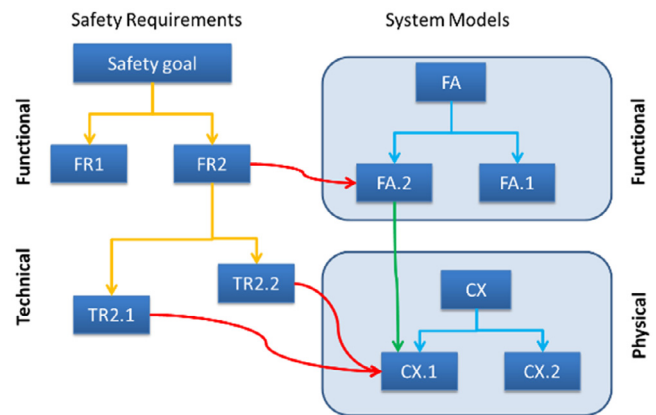 Safety Requirements
System Models
Safety goal
FA
Functional
FR1
FR2
FA.2
FA.1
Functional
Technical
TR2.1
TR2.2
CX
CX.1
CX.2
Physical